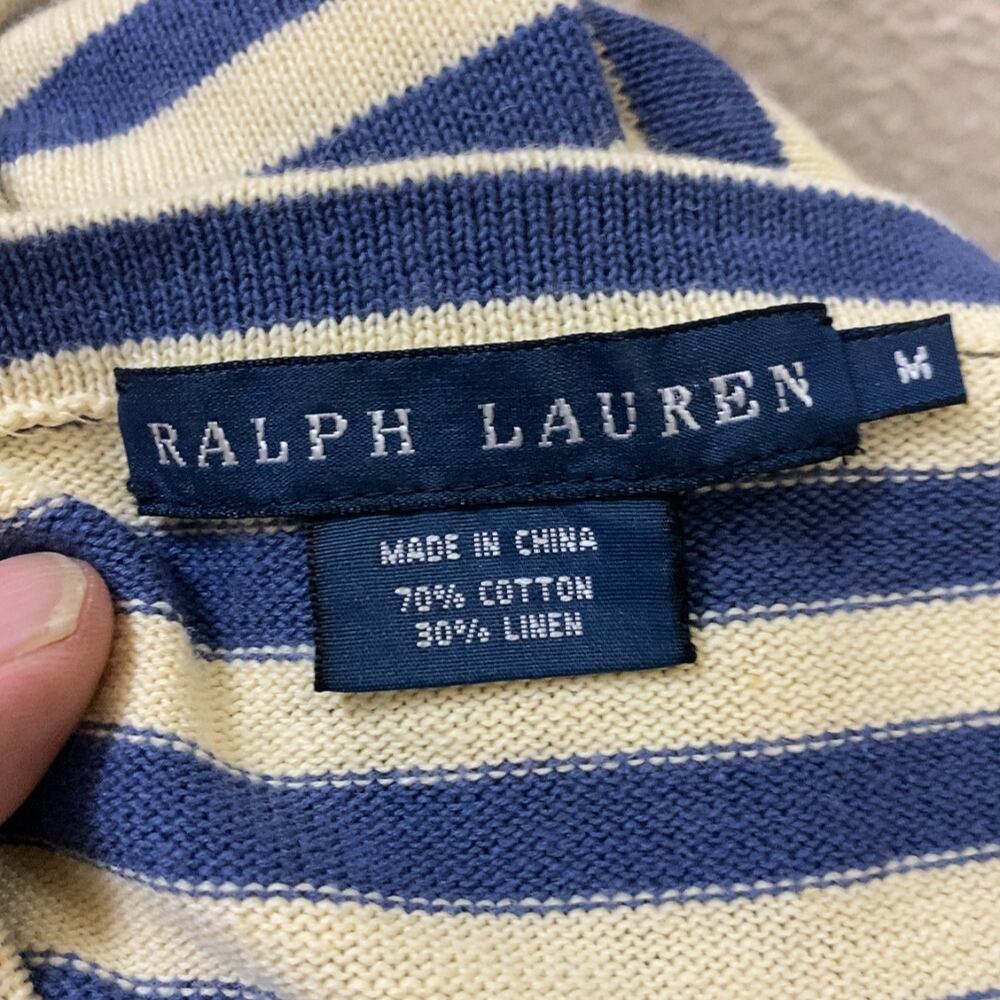 RALPH LAUREN
M
MADE IN CHINA
70% COTTON
30% LINEN